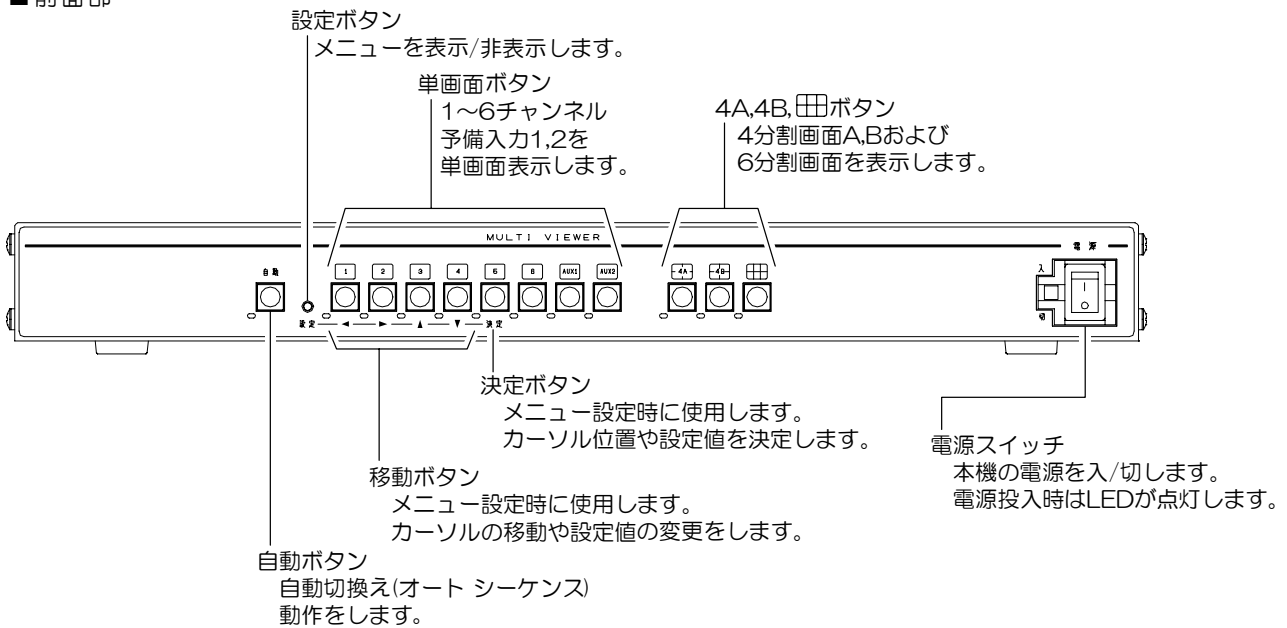 ■前面部
設定ボタン
メニューを表示/非表示します。
単画面ボタン
1〜6チャンネル
予備入力1,2を
単画面表示します。
4A,4B,ボタン
4分割画面A,Bおよび
6分割画面を表示します。
MULTI VIEWER
電源
自動
1 2 3 4 5 6 AUX1 AUX2 4A 4B
入
切
設定 ◀ ▶ ▲ ▼ 決定
決定ボタン
メニュー設定時に使用します。
カーソル位置や設定値を決定します。
電源スイッチ
本機の電源を入/切します。
電源投入時はLEDが点灯します。
移動ボタン
メニュー設定時に使用します。
カーソルの移動や設定値の変更をします。
自動ボタン
自動切換え(オート シーケンス)
動作をします。